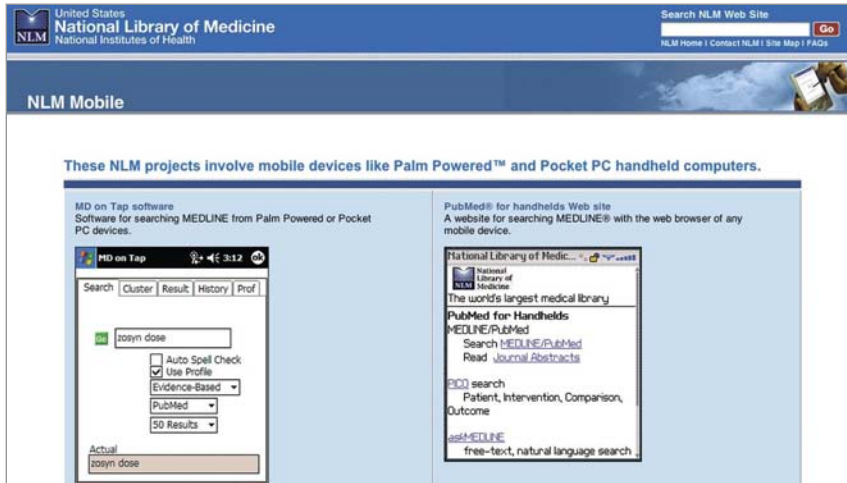 United States
National Library of Medicine
National Institutes of Health
NLM
Search NLM Web Site
Go
NLM Home | Contact NLM | Site Map | FAQs
NLM Mobile
These NLM projects involve mobile devices like Palm Powered™ and Pocket PC handheld computers.
MD on Tap software
Software for searching MEDLINE from Palm Powered or Pocket
PC devices.
MD on Tap 3:12 ok
Search Cluster Result History Prof
Go zosyn dose
Auto Spell Check
Use Profile
Evidence-Based
PubMed
50 Results
Actual
zosyn dose
PubMed® for handhelds Web site
A website for searching MEDLINE® with the web browser of any
mobile device.
National Library of Medic...
National
Library of
NLM Medicine
The world's largest medical library
PubMed for Handhelds
MEDLINE/PubMed
Search MEDLINE/PubMed
Read Journal Abstracts
PICO search
Patient, Intervention, Comparison,
Outcome
askMEDLINE
free-text, natural language search